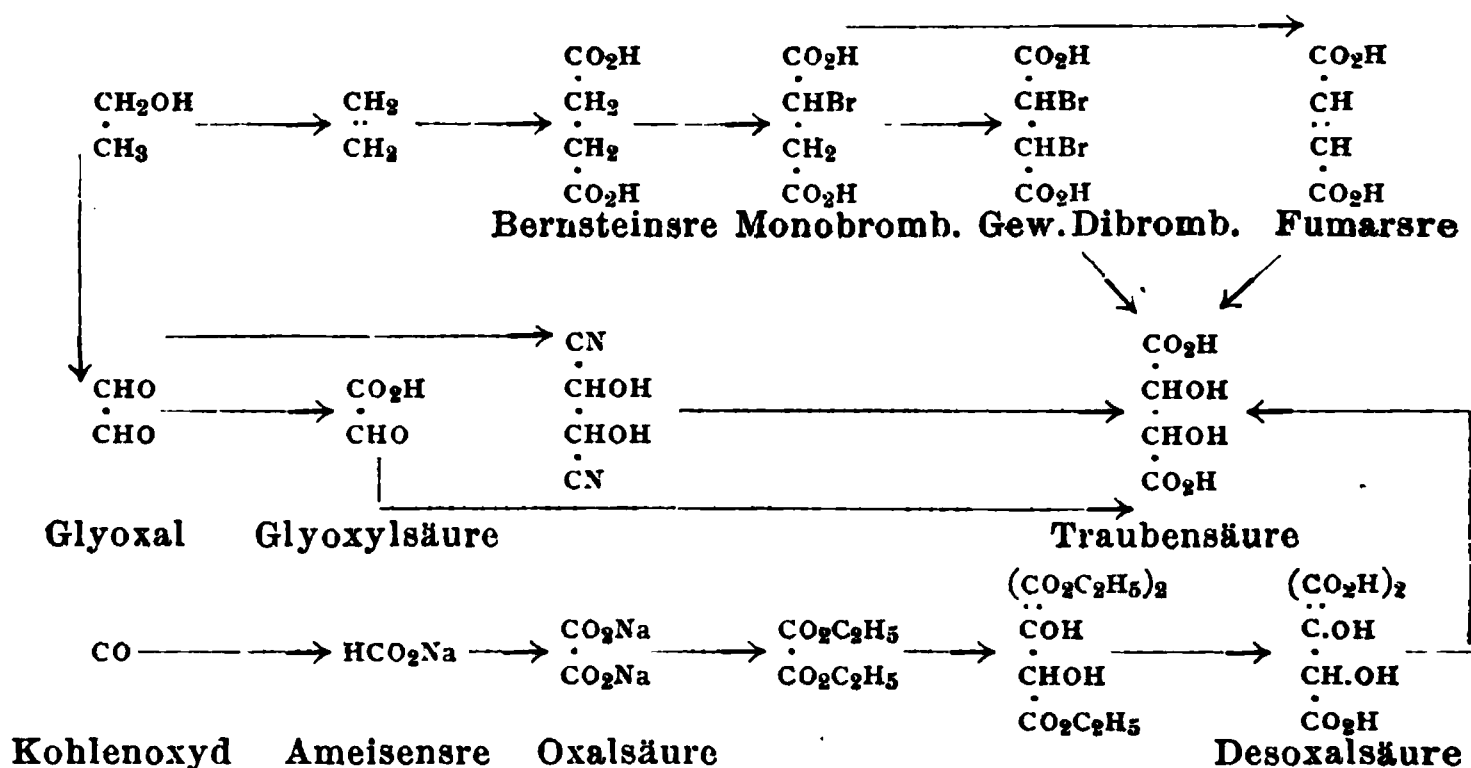 CO₂H CO₂H CO₂H CO₂H
CH₂OH CH₂ CH₂ CHBr CHBr CH
CH₃ CH₂ CH₂ CH₂ CHBr CH
CO₂H CO₂H CO₂H CO₂H
Bernsteinsre Monobromb. Gew. Dibromb. Fumarsre
CN CO₂H
CHO CO₂H CHOH CHOH
CHO CHO CHOH CHOH
CN CO₂H
Glyoxal Glyoxylsäure Traubensäure
(CO₂C₂H₅)₂ (CO₂H)₂
CO₂Na CO₂C₂H₅ COH C.OH
CO HCO₂Na
CO₂Na CO₂C₂H₅ CHOH CH.OH
CO₂C₂H₅ CO₂H
Kohlenoxyd Ameisensre Oxalsäure Desoxalsäure